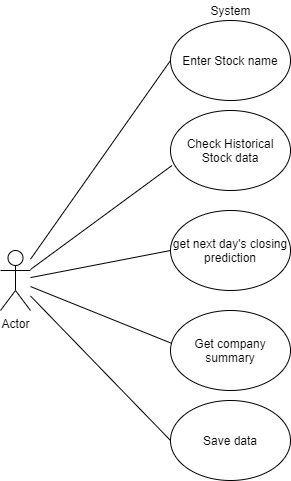 System
Enter Stock name
Check Historical
Stock data
get next day's closing
prediction
Actor
Get company
summary
Save data